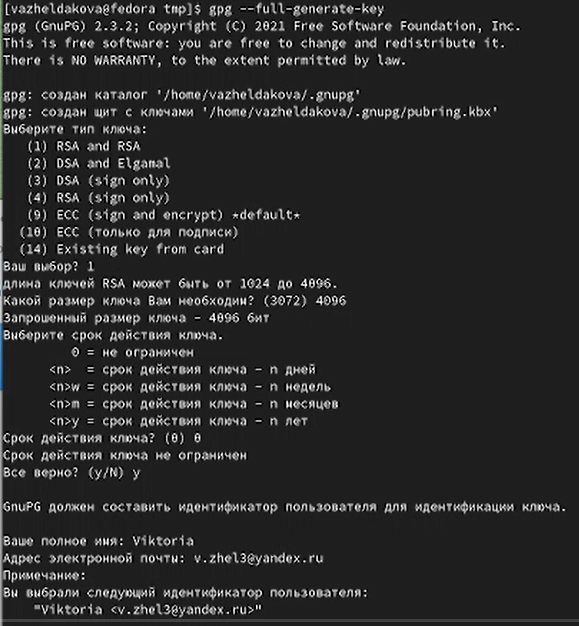 [vazheldakova@fedora tmp]$ gpg --full-generate-key
gpg (GnuPG) 2.3.2; Copyright (C) 2021 Free Software Foundation, Inc.
This is free software: you are free to change and redistribute it.
There is NO WARRANTY, to the extent permitted by law.

gpg: создан каталог '/home/vazheldakova/.gnupg'
gpg: создан щит с ключами '/home/vazheldakova/.gnupg/pubring.kbx'
Выберите тип ключа:
   (1) RSA and RSA
   (2) DSA and Elgamal
   (3) DSA (sign only)
   (4) RSA (sign only)
   (9) ECC (sign and encrypt) *default*
  (10) ECC (только для подписи)
  (14) Existing key from card
Ваш выбор? 1
длина ключей RSA может быть от 1024 до 4096.
Какой размер ключа Вам необходим? (3072) 4096
Запрошенный размер ключа - 4096 бит
Выберите срок действия ключа.
         0 = не ограничен
      <n>  = срок действия ключа - n дней
      <n>w = срок действия ключа - n недель
      <n>m = срок действия ключа - n месяцев
      <n>y = срок действия ключа - n лет
Срок действия ключа? (0) 0
Срок действия ключа не ограничен
Все верно? (y/N) y

GnuPG должен составить идентификатор пользователя для идентификации ключа.

Ваше полное имя: Viktoria
Адрес электронной почты: v.zhel3@yandex.ru
Примечание:
Вы выбрали следующий идентификатор пользователя:
    "Viktoria <v.zhel3@yandex.ru>"